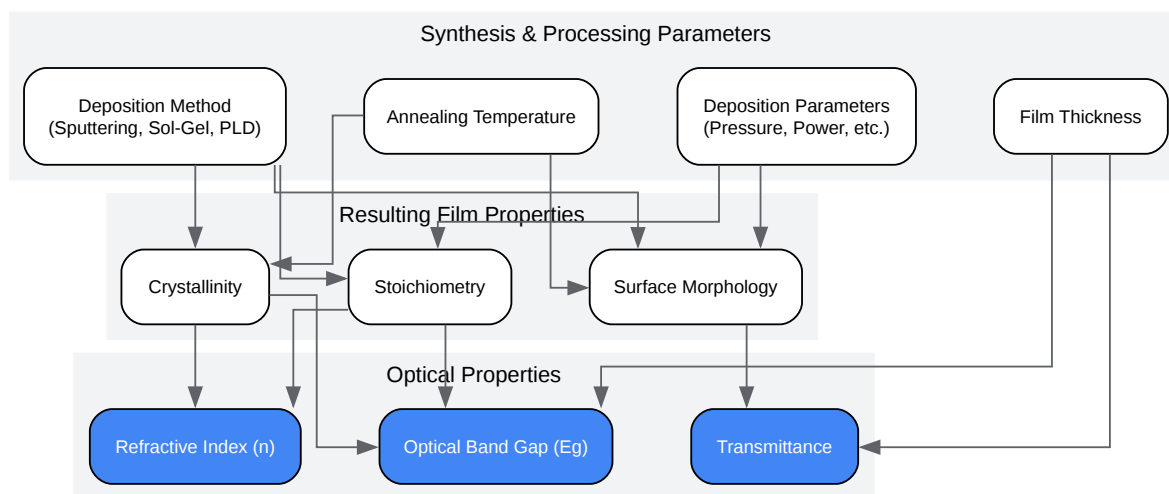 Synthesis & Processing Parameters
Deposition Method
(Sputtering, Sol-Gel, PLD)
Annealing Temperature
Deposition Parameters
(Pressure, Power, etc.)
Film Thickness
Resulting Film Properties
Crystallinity
Stoichiometry
Surface Morphology
Optical Properties
Refractive Index (n)
Optical Band Gap (Eg)
Transmittance